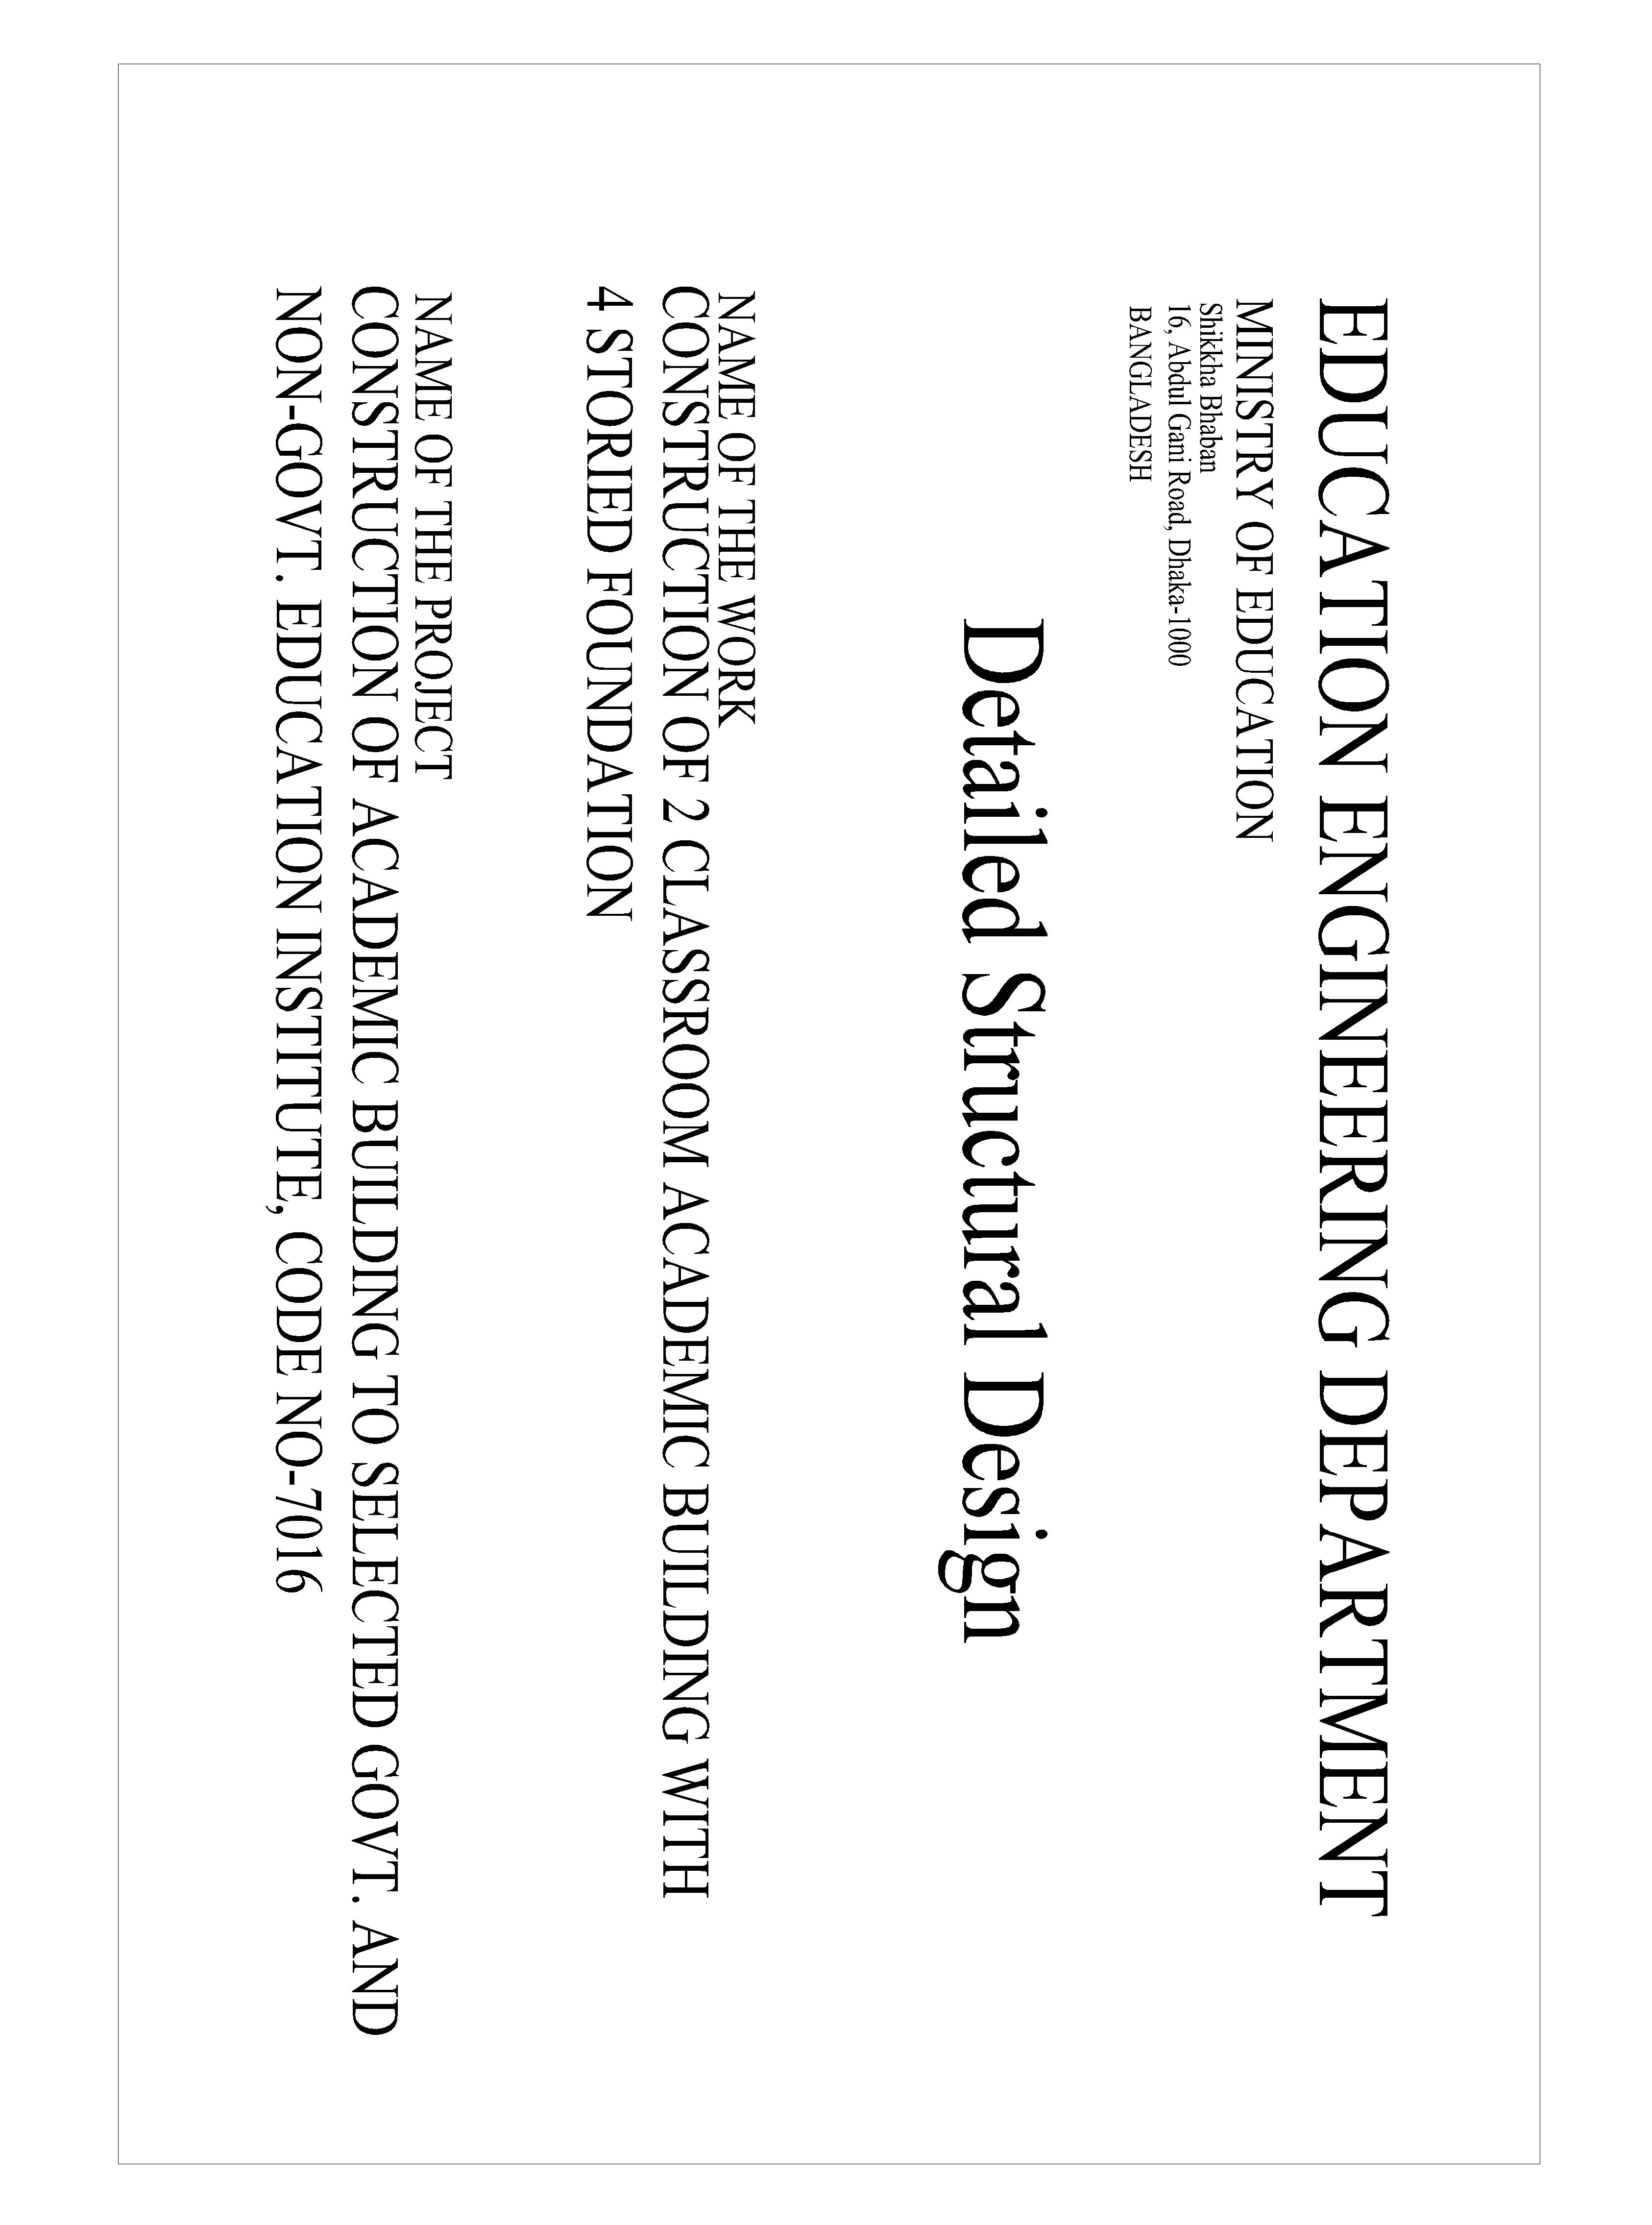 EDUCATION ENGINEERING DEPARTMENT
MINISTRY OF EDUCATION
Shikkha Bhaban
16, Abdul Gani Road, Dhaka-1000
BANGLADESH
Detailed Structural Design
NAME OF THE WORK
CONSTRUCTION OF 2 CLASSROOM ACADEMIC BUILDING WITH
4 STORIED FOUNDATION
NAME OF THE PROJECT
CONSTRUCTION OF ACADEMIC BUILDING TO SELECTED GOVT. AND
NON-GOVT. EDUCATION INSTITUTE, CODE NO-7016